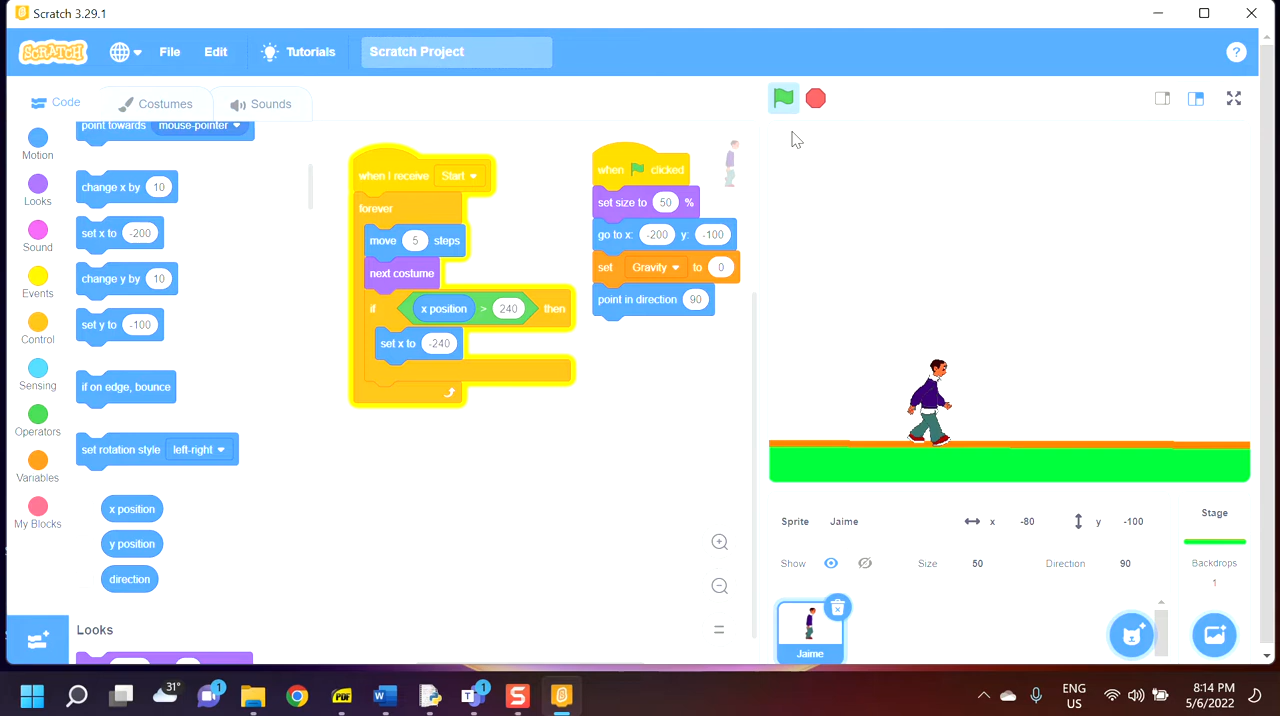 Scratch 3.29.1
SCRATCH File Edit Tutorials Scratch Project ?
Code Costumes Sounds
Motion
Looks
Sound
Events
Control
Sensing
Operators
Variables
My Blocks
point towards mouse-pointer
change x by 10
set x to -200
change y by 10
set y to -100
if on edge, bounce
set rotation style left-right
x position
y position
direction
Looks
when I receive Start
forever
move 5 steps
next costume
if x position > 240 then
set x to -240
when clicked
set size to 50 %
go to x: -200 y: -100
set Gravity to 0
point in direction 90
Sprite Jaime x -80 y -100
Show Size 50 Direction 90
Jaime
Stage
Backdrops
1
31° 1 PDF W T 1 S
ENG
US
8:14 PM
5/6/2022